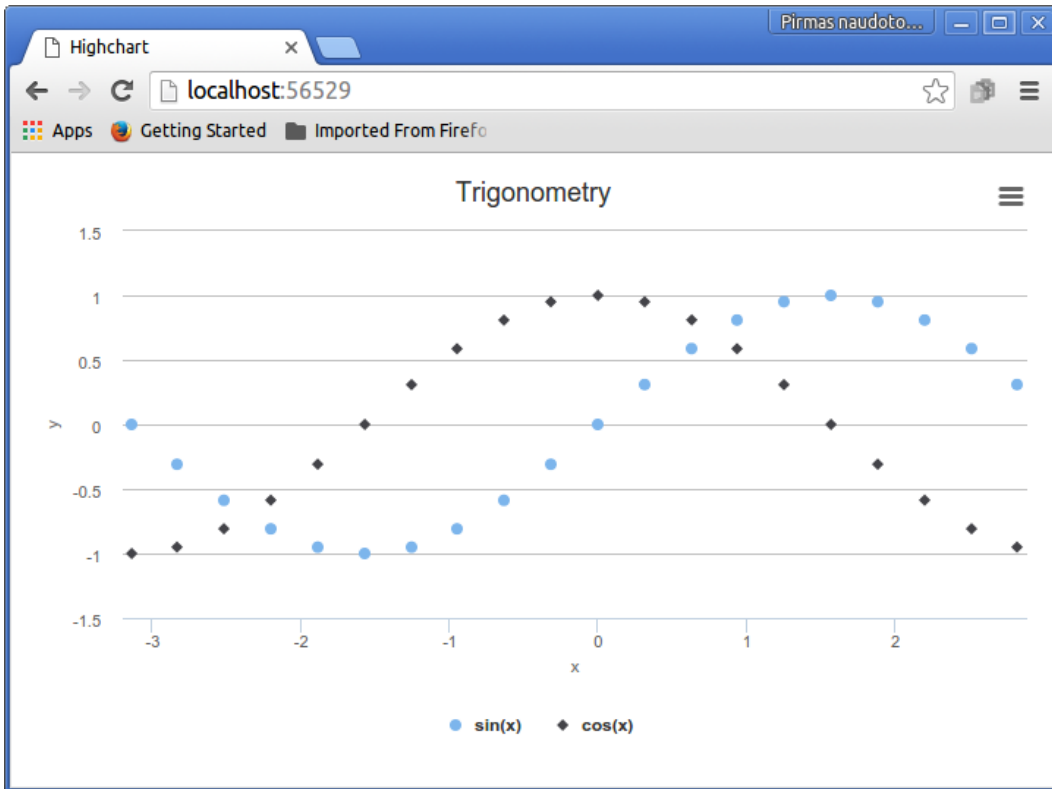 Pirmas naudoto...
Highchart
localhost:56529
Apps Getting Started Imported From Firefo
Trigonometry
1.5
1
0.5
0
-0.5
-1
-1.5
y
-3 -2 -1 0 1 2
x
sin(x) cos(x)